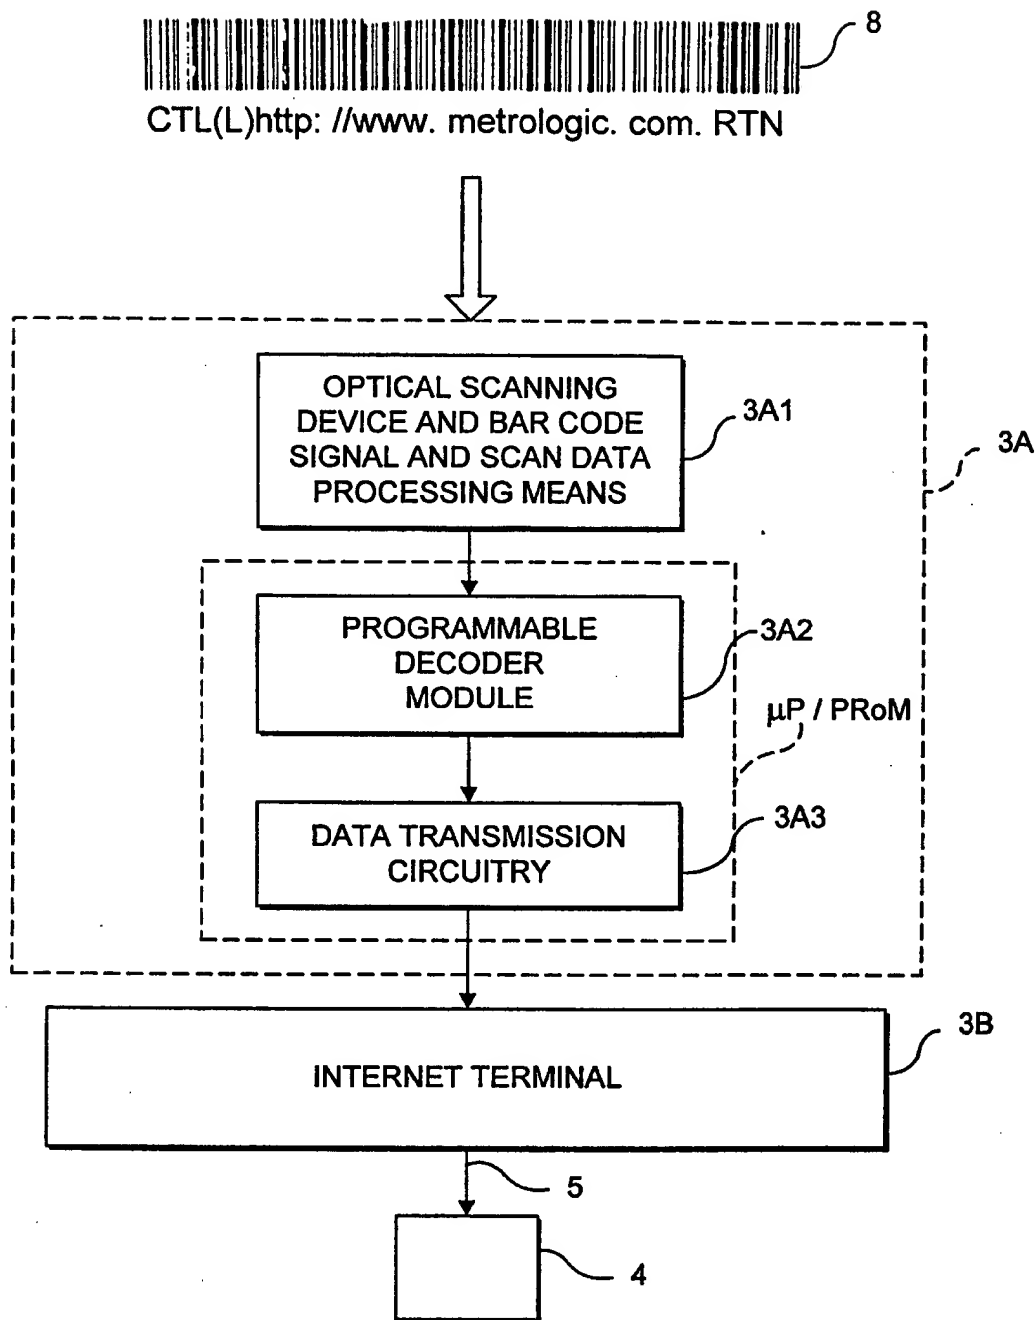 8
CTL(L)http: //www. metrologic. com. RTN
OPTICAL SCANNING
DEVICE AND BAR CODE
SIGNAL AND SCAN DATA
PROCESSING MEANS
3A1
3A
PROGRAMMABLE
DECODER
MODULE
3A2
μP / PRoM
DATA TRANSMISSION
CIRCUITRY
3A3
INTERNET TERMINAL
3B
5
4